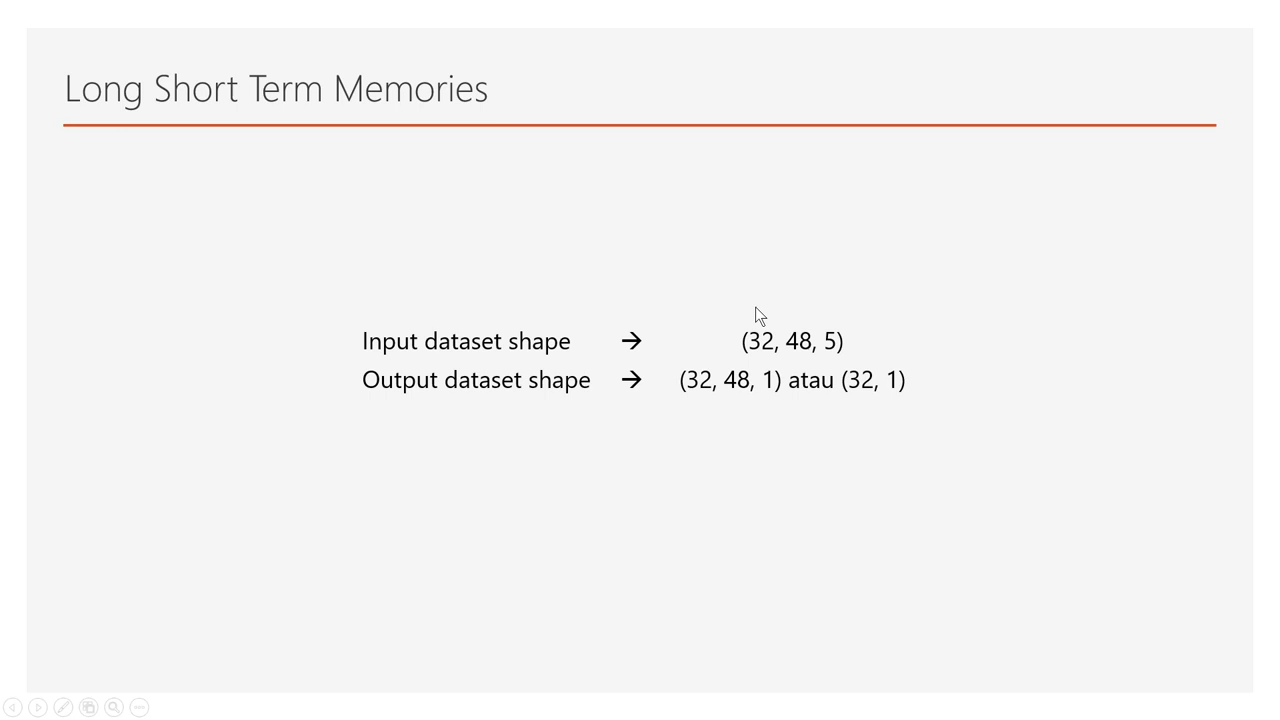 Long Short Term Memories
Input dataset shape → (32, 48, 5)
Output dataset shape → (32, 48, 1) atau (32, 1)